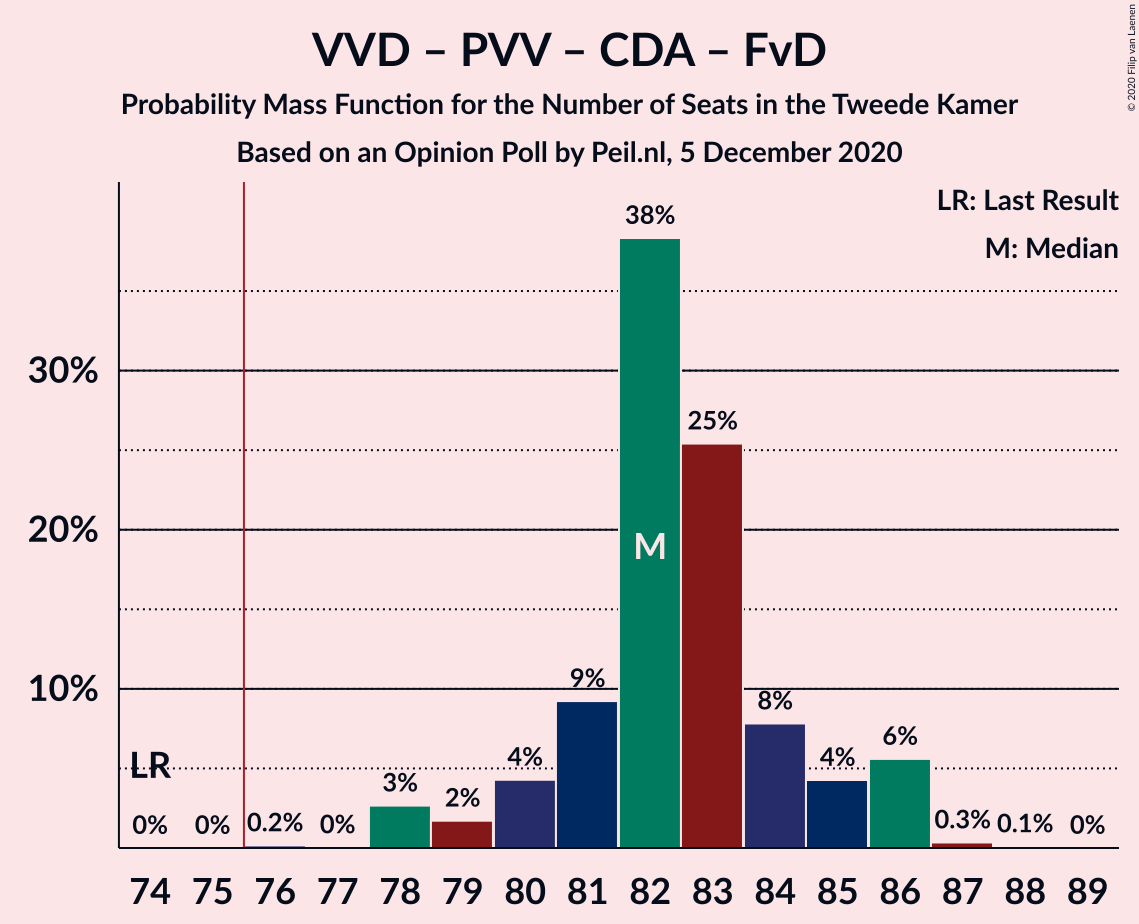 VVD – PVV – CDA – FvD
Probability Mass Function for the Number of Seats in the Tweede Kamer
Based on an Opinion Poll by Peil.nl, 5 December 2020
© 2020 Filip van Laenen
LR: Last Result
M: Median
38%
30%
25%
20%
M
10%
9%
8%
6%
4%
4%
LR
3%
2%
0%
0%
0.2%
0%
0.3%
0.1%
0%
74 75 76 77 78 79 80 81 82 83 84 85 86 87 88 89